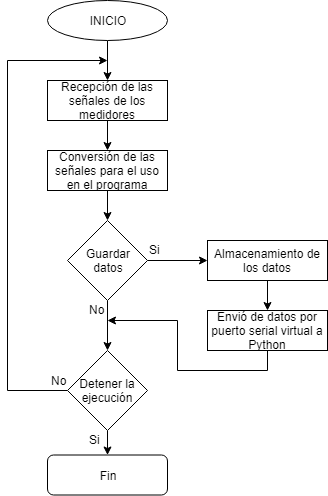 INICIO
Recepción de las
señales de los
medidores
Conversión de las
señales para el uso
en el programa
Guardar
datos
Si
Almacenamiento de
los datos
No
Envió de datos por
puerto serial virtual a
Python
No
Detener la
ejecución
Si
Fin